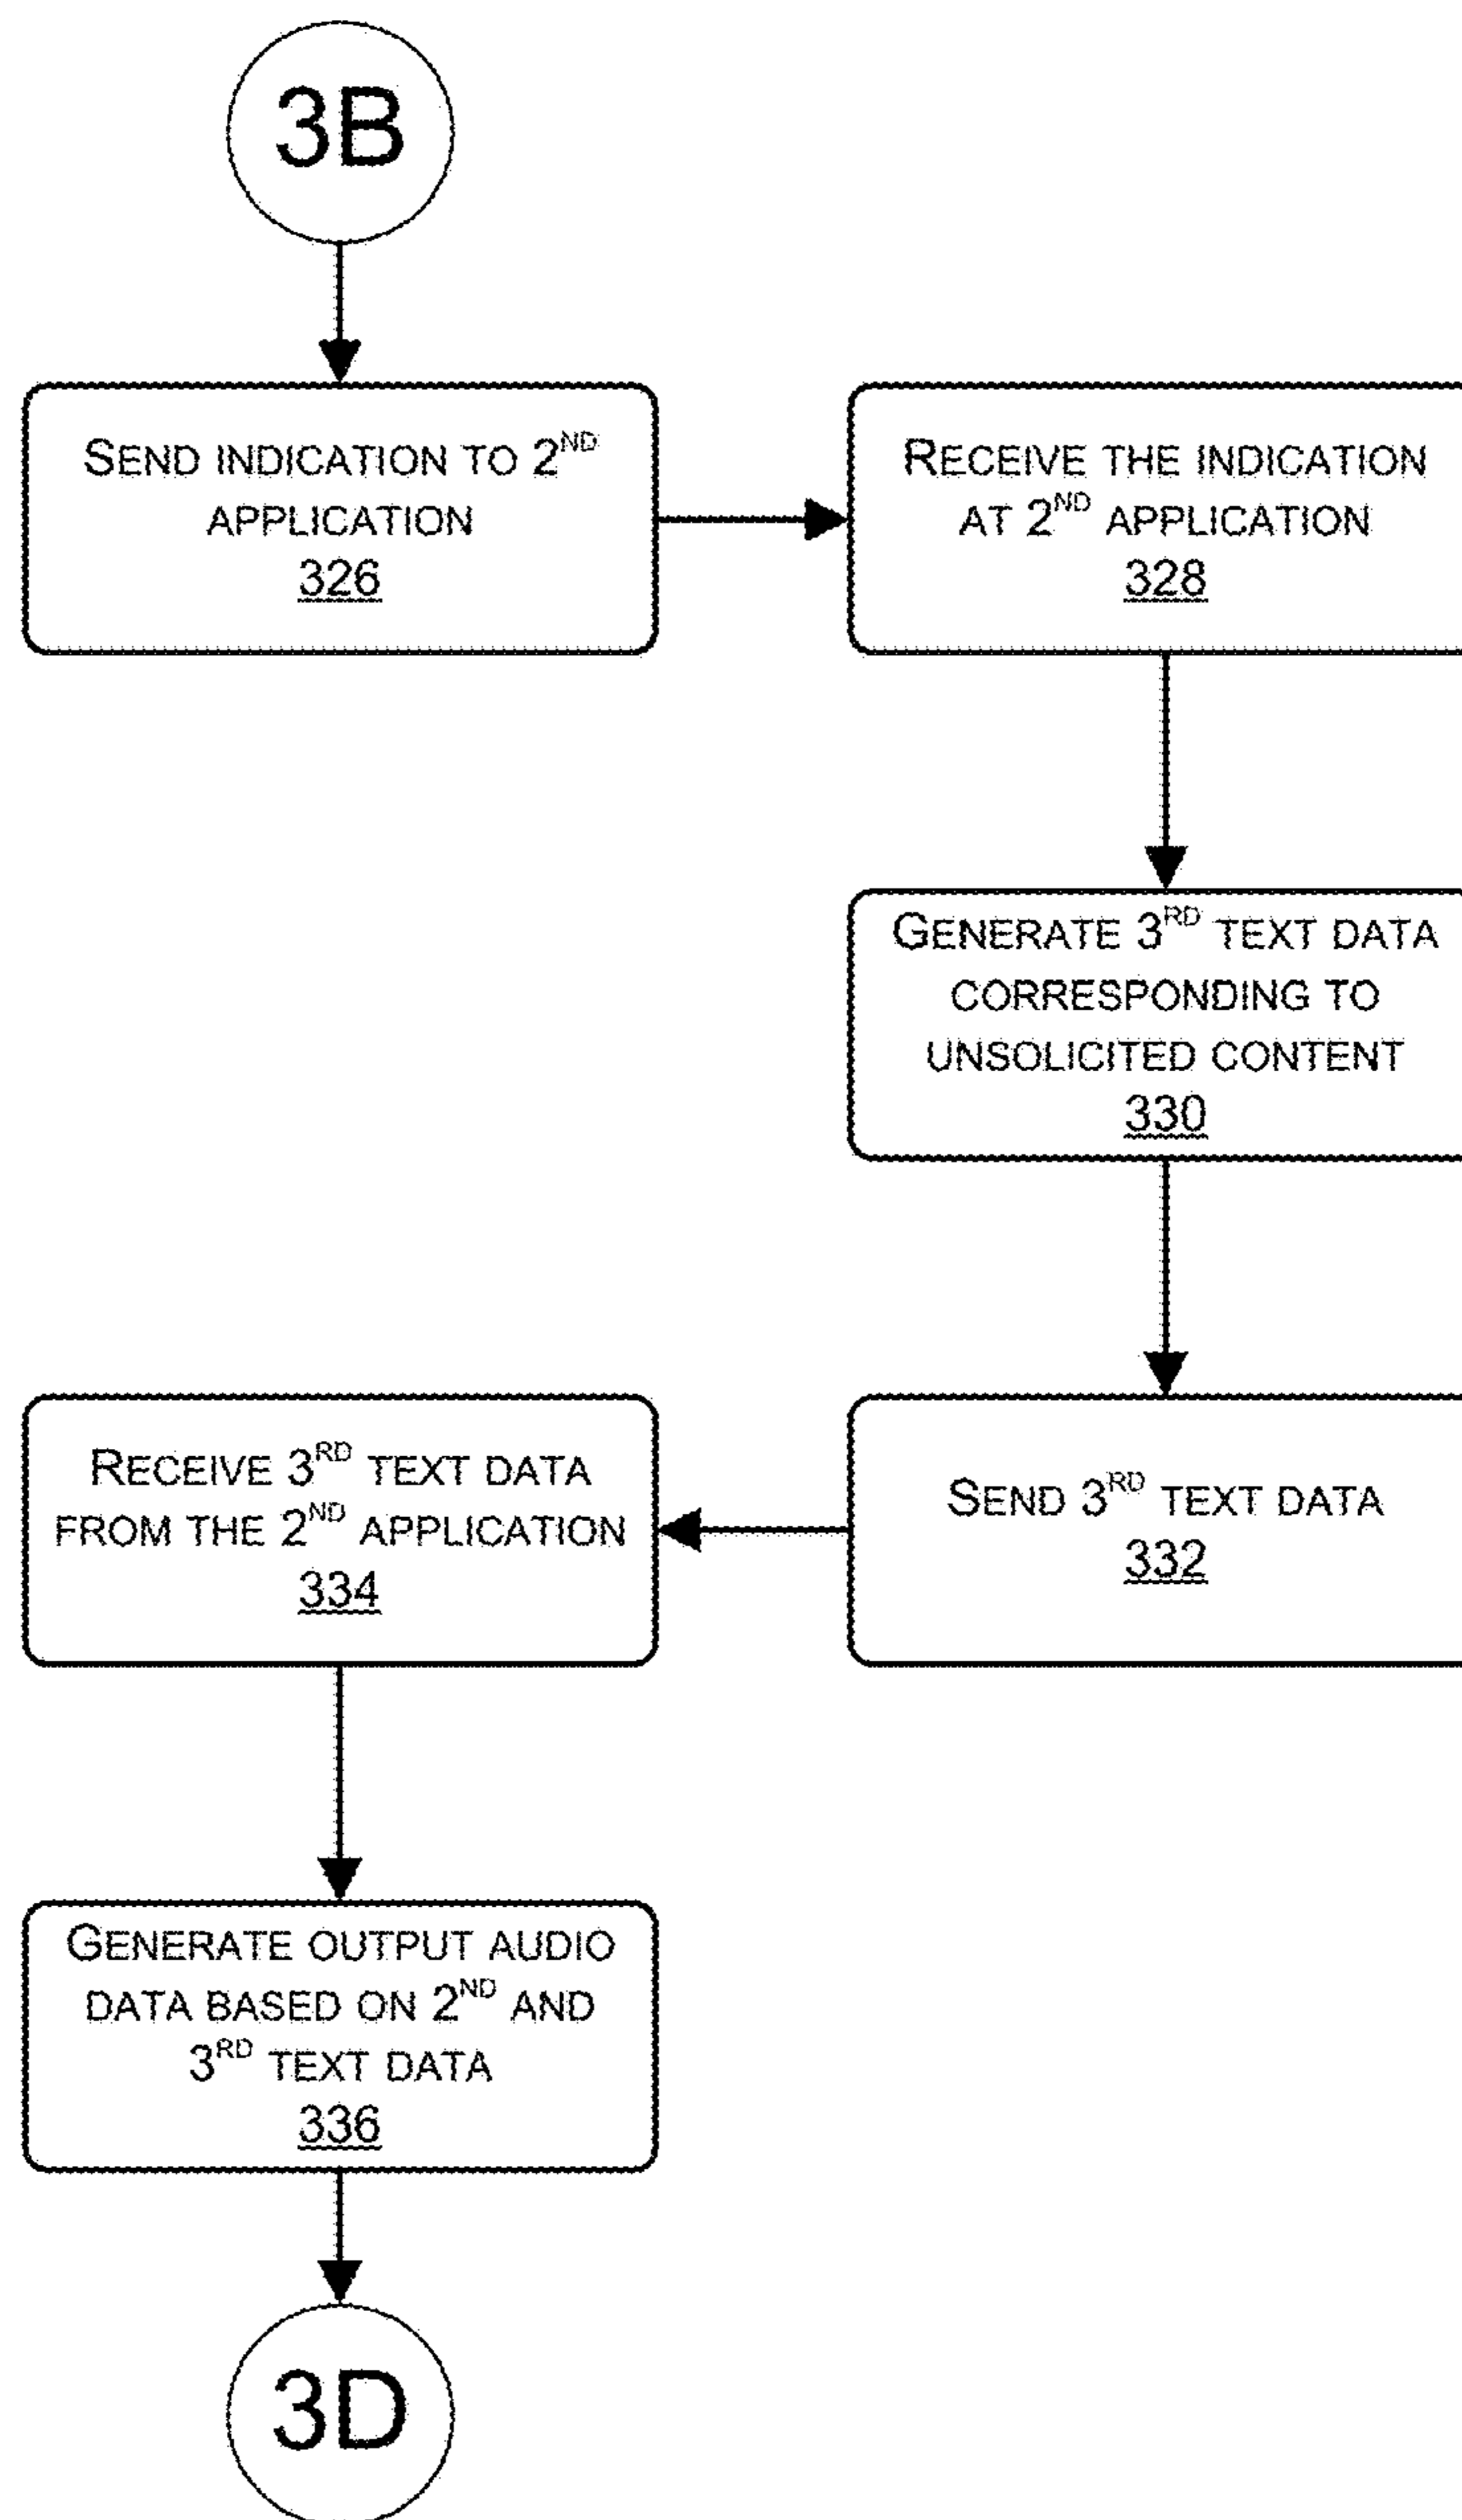 3B
SEND INDICATION TO 2ND
APPLICATION
326
RECEIVE THE INDICATION
AT 2ND APPLICATION
328
GENERATE 3RD TEXT DATA
CORRESPONDING TO
UNSOLICITED CONTENT
330
SEND 3RD TEXT DATA
332
RECEIVE 3RD TEXT DATA
FROM THE 2ND APPLICATION
334
GENERATE OUTPUT AUDIO
DATA BASED ON 2ND AND
3RD TEXT DATA
336
3D